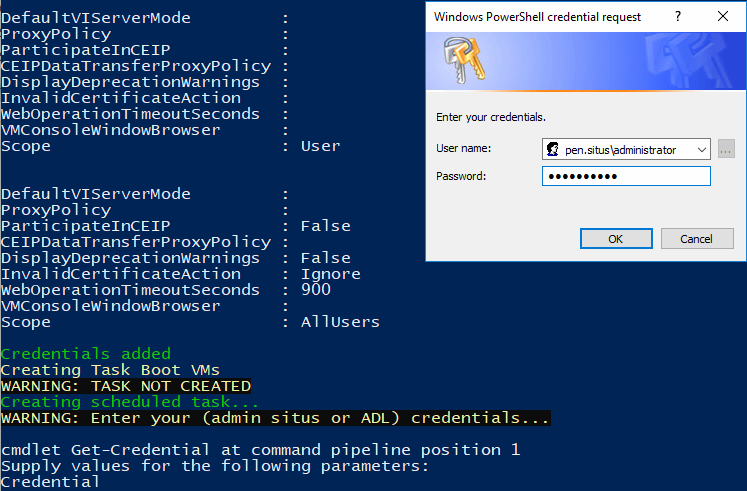 DefaultVIServerMode :
ProxyPolicy :
ParticipateInCEIP :
CEIPDataTransferProxyPolicy :
DisplayDeprecationWarnings :
InvalidCertificateAction :
WebOperationTimeoutSeconds :
VMConsoleWindowBrowser :
Scope : User
DefaultVIServerMode :
ProxyPolicy :
ParticipateInCEIP : False
CEIPDataTransferProxyPolicy :
DisplayDeprecationWarnings : False
InvalidCertificateAction : Ignore
WebOperationTimeoutSeconds : 900
VMConsoleWindowBrowser :
Scope : AllUsers
Credentials added
Creating Task Boot VMs
WARNING: TASK NOT CREATED
Creating scheduled task...
WARNING: Enter your (admin situs or ADL) credentials...
cmdlet Get-Credential at command pipeline position 1
Supply values for the following parameters:
Credential
Windows PowerShell credential request ? ×
Enter your credentials.
User name: pen.situs\administrator ...
Password: ●●●●●●●●●●
OK Cancel